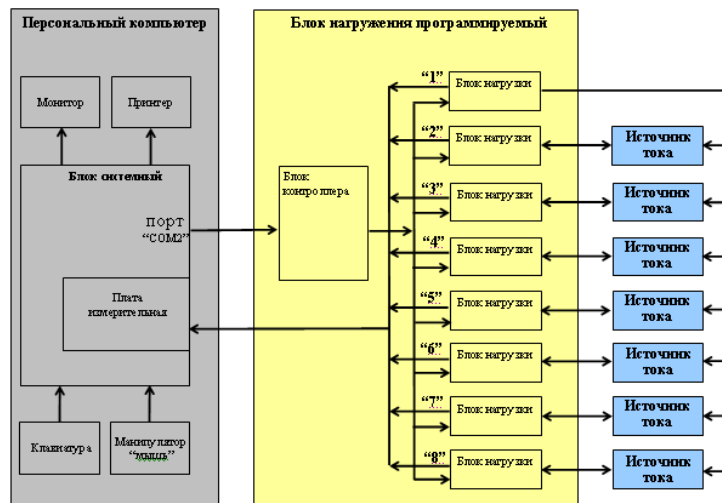 Персональный компьютер
Монитор
Принтер
Блок системный
ПОРТ
“COM2”
Плата
измерительная
Клавиатура
Манипулятор
“мышь”
Блок нагружения программируемый
Блок
контроллера
“1”
Блок нагрузки
“2”
Блок нагрузки
Источник
тока
“3”
Блок нагрузки
Источник
тока
“4”
Блок нагрузки
Источник
тока
“5”
Блок нагрузки
Источник
тока
“6”
Блок нагрузки
Источник
тока
“7”
Блок нагрузки
Источник
тока
“8”
Блок нагрузки
Источник
тока